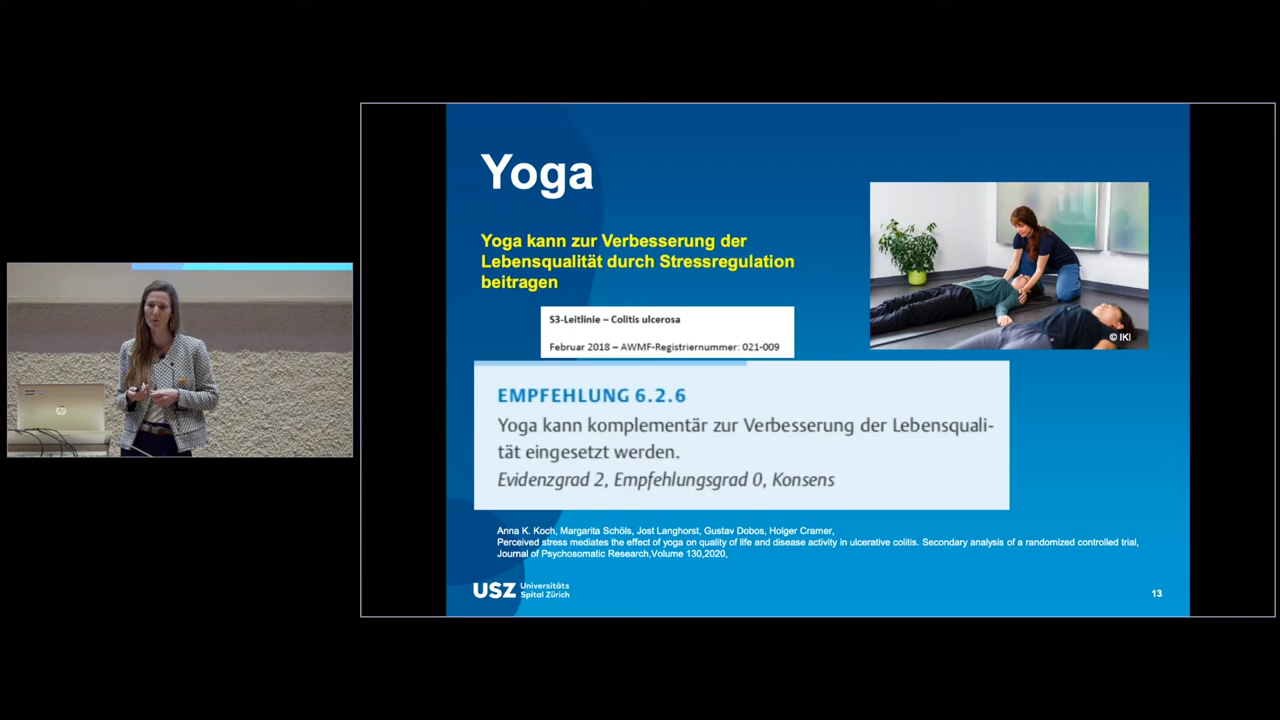 Yoga
Yoga kann zur Verbesserung der
Lebensqualität durch Stressregulation
beitragen
© IKI
S3-Leitlinie – Colitis ulcerosa
Februar 2018 – AWMF-Registriernummer: 021-009
EMPFEHLUNG 6.2.6
Yoga kann komplementär zur Verbesserung der Lebensquali-
tät eingesetzt werden.
Evidenzgrad 2, Empfehlungsgrad 0, Konsens
Anna K. Koch, Margarita Schöls, Jost Langhorst, Gustav Dobos, Holger Cramer,
Perceived stress mediates the effect of yoga on quality of life and disease activity in ulcerative colitis. Secondary analysis of a randomized controlled trial,
Journal of Psychosomatic Research,Volume 130,2020,
USZ Universitäts
Spital Zürich
13
hp